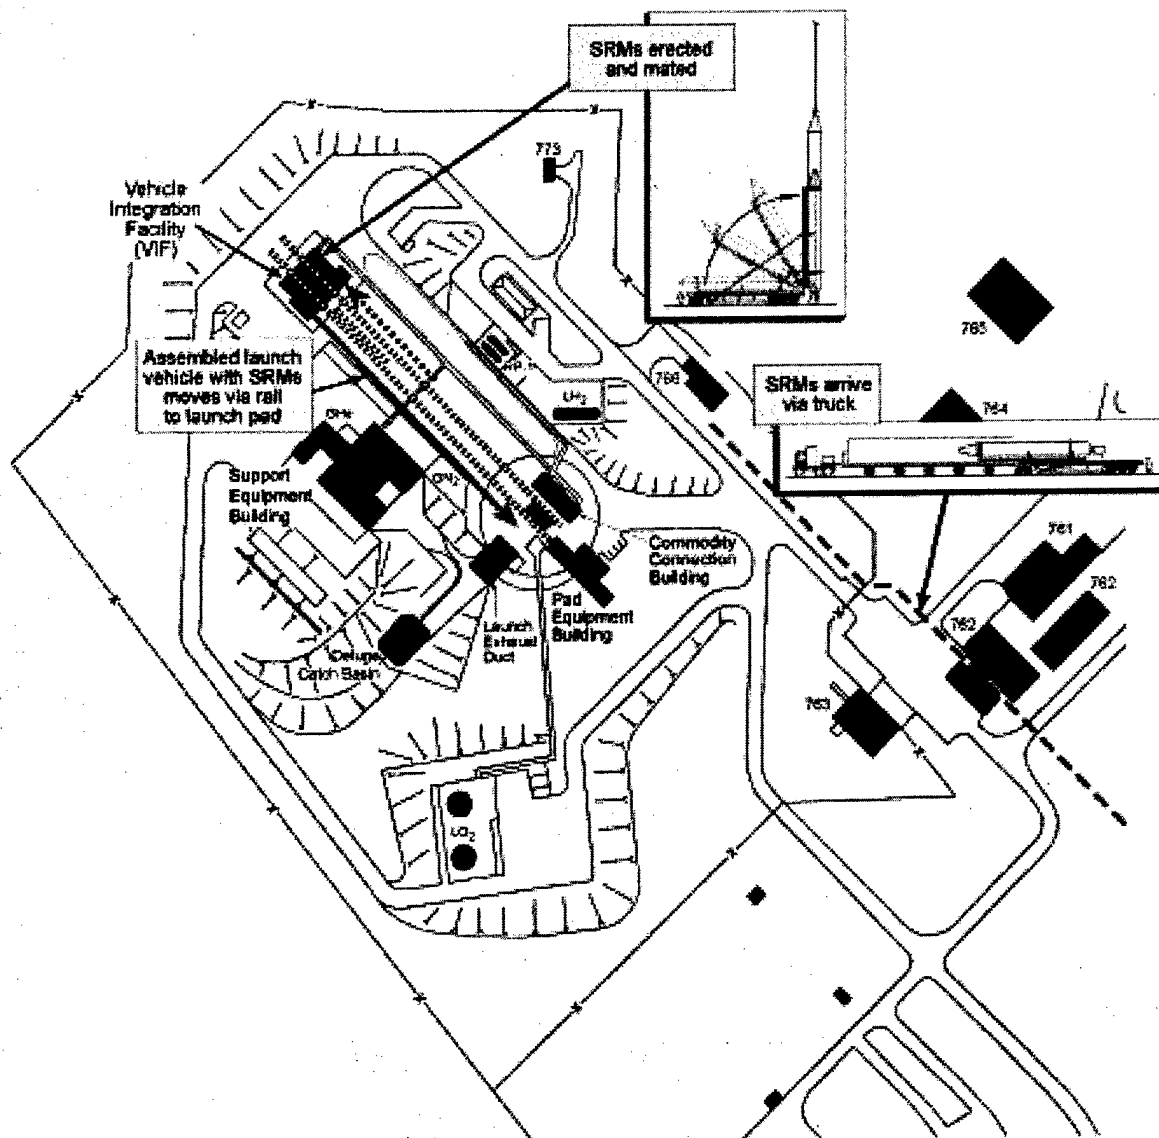 SRMs erected
and mated
773
Vehicle
Integration
Facility
(VIF)
765
Assembled launch
vehicle with SRMs
moves via rail
to launch pad
766
SRMs arrive
via truck
764
LH2
GHe
GN2
Support
Equipment
Building
Commodity
Connection
Building
Pad
Equipment
Building
Launch
Exhaust
Duct
Deluge
Catch Basin
761
762
762
763
LO2